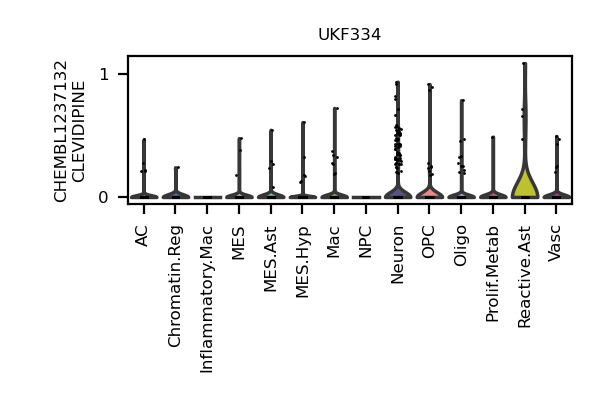 UKF334
CHEMBL1237132
CLEVIDIPINE
1
0
AC
Chromatin.Reg
Inflammatory.Mac
MES
MES.Ast
MES.Hyp
Mac
NPC
Neuron
OPC
Oligo
Prolif.Metab
Reactive.Ast
Vasc